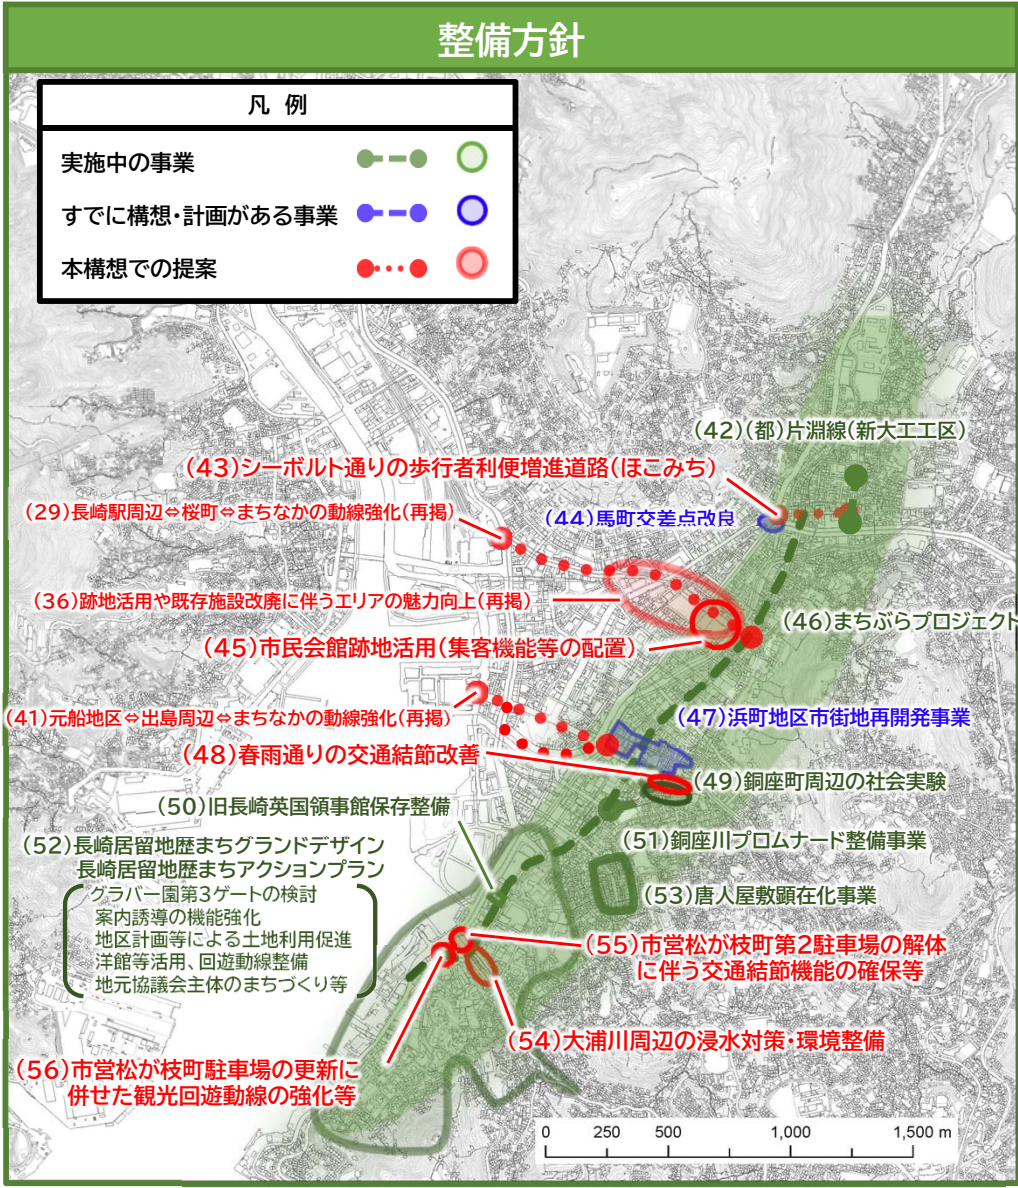 整備方針
凡 例
実施中の事業
すでに構想・計画がある事業
本構想での提案
(42)(都)片淵線(新大工工区)
(43)シーボルト通りの歩行者利便増進道路(ほこみち)
(29)長崎駅周辺⇔桜町⇔まちなかの動線強化(再掲)
(44)馬町交差点改良
(36)跡地活用や既存施設改廃に伴うエリアの魅力向上(再掲)
(46)まちぶらプロジェクト
(45)市民会館跡地活用(集客機能等の配置)
(41)元船地区⇔出島周辺⇔まちなかの動線強化(再掲)
(47)浜町地区市街地再開発事業
(48)春雨通りの交通結節改善
(49)銅座町周辺の社会実験
(50)旧長崎英国領事館保存整備
(51)銅座川プロムナード整備事業
(52)長崎居留地歴まちグランドデザイン
長崎居留地歴まちアクションプラン
グラバー園第3ゲートの検討
案内誘導の機能強化
地区計画等による土地利用促進
洋館等活用、回遊動線整備
地元協議会主体のまちづくり等
(53)唐人屋敷顕在化事業
(55)市営松が枝町第2駐車場の解体
に伴う交通結節機能の確保等
(54)大浦川周辺の浸水対策・環境整備
(56)市営松が枝町駐車場の更新に
併せた観光回遊動線の強化等
0 250 500 1,000 1,500 m